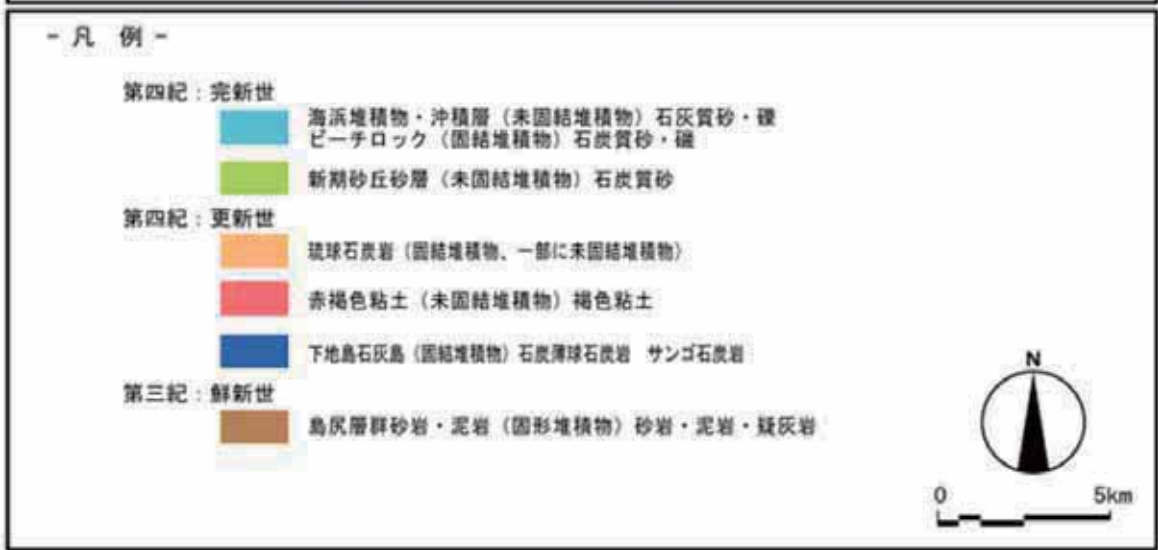 - 凡 例 -
第四紀：完新世
海浜堆積物・沖積層（未固結堆積物）石灰質砂・礫
ビーチロック（固結堆積物）石炭質砂・礫
新期砂丘砂層（未固結堆積物）石炭質砂
第四紀：更新世
琉球石炭岩（固結堆積物、一部に未固結堆積物）
赤褐色粘土（未固結堆積物）褐色粘土
下地島石灰島（固結堆積物）石炭薄球石炭岩　サンゴ石炭岩
第三紀：鮮新世
島尻層群砂岩・泥岩（固形堆積物）砂岩・泥岩・疑灰岩
N
0 5km